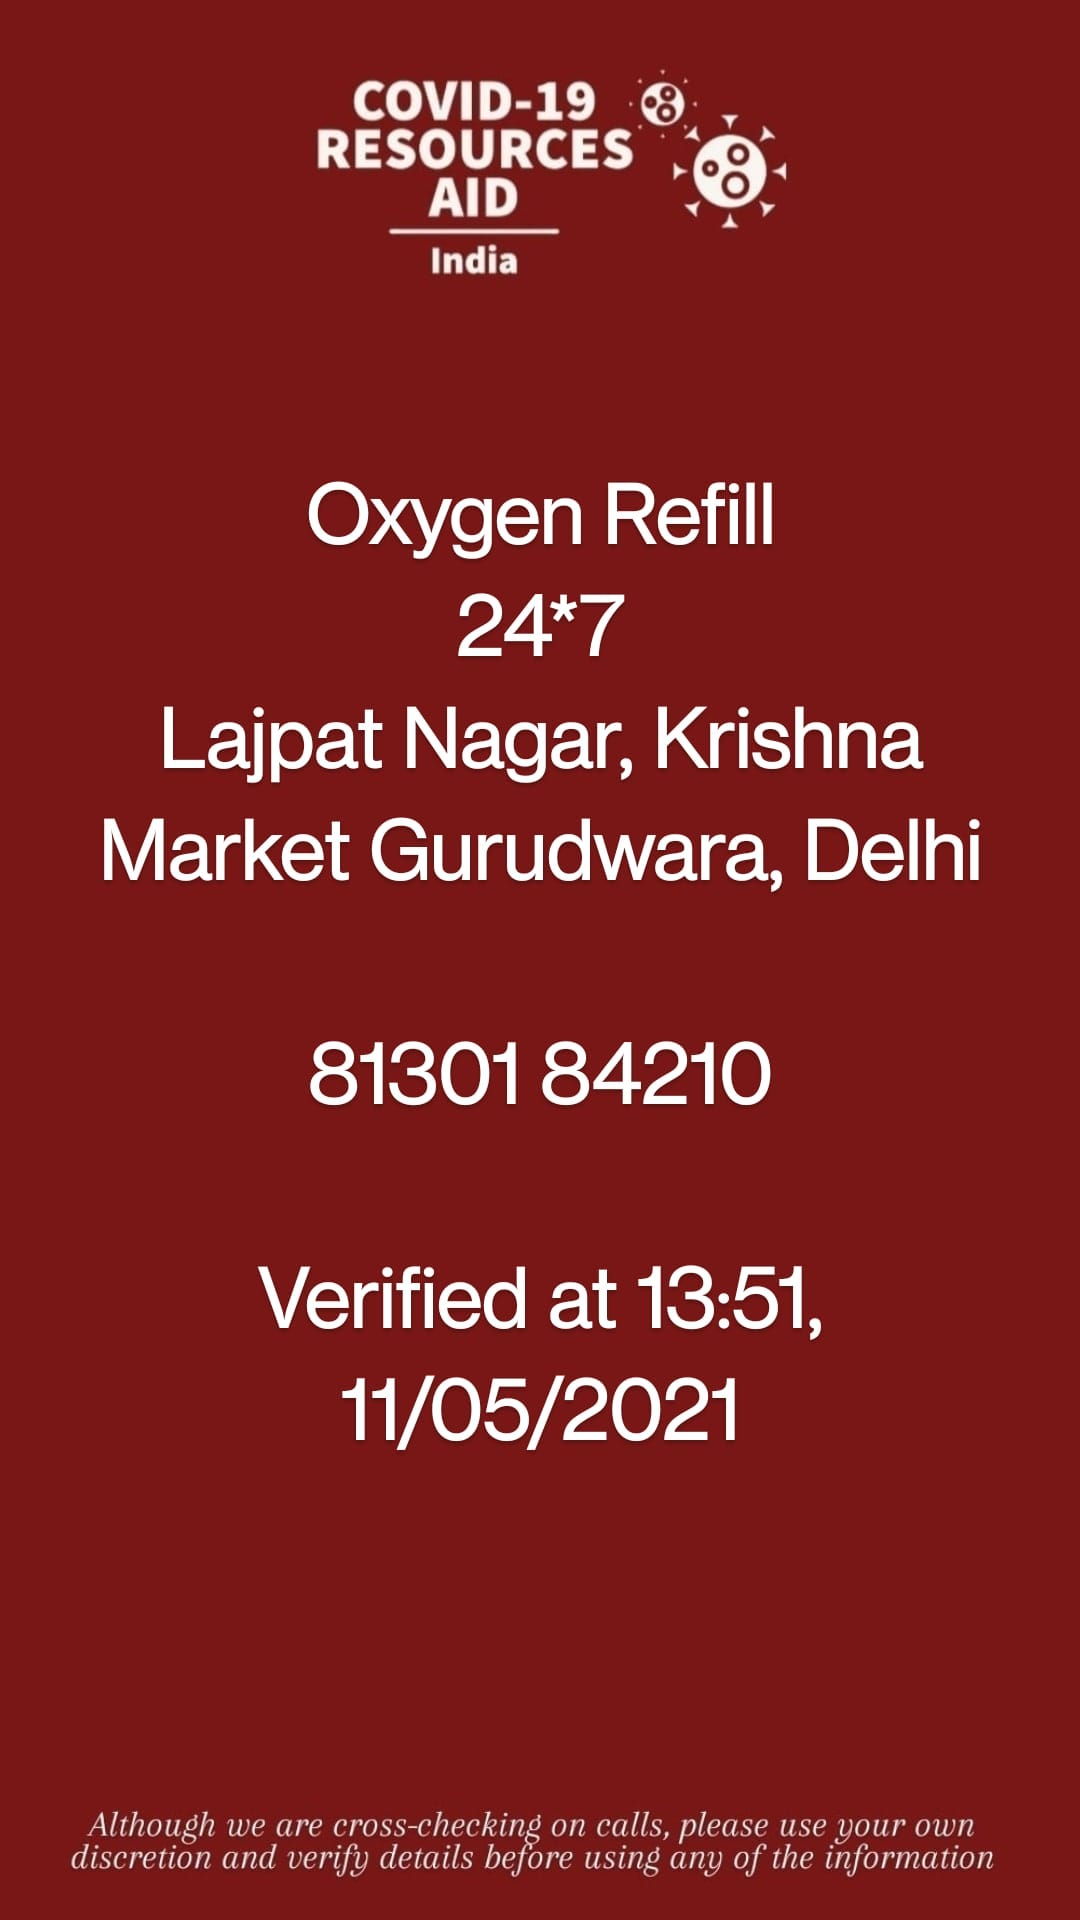 COVID-19
RESOURCES
AID
India
Oxygen Refill
24*7
Lajpat Nagar, Krishna
Market Gurudwara, Delhi
81301 84210
Verified at 13:51,
11/05/2021
Although we are cross-checking on calls, please use your own
discretion and verify details before using any of the information